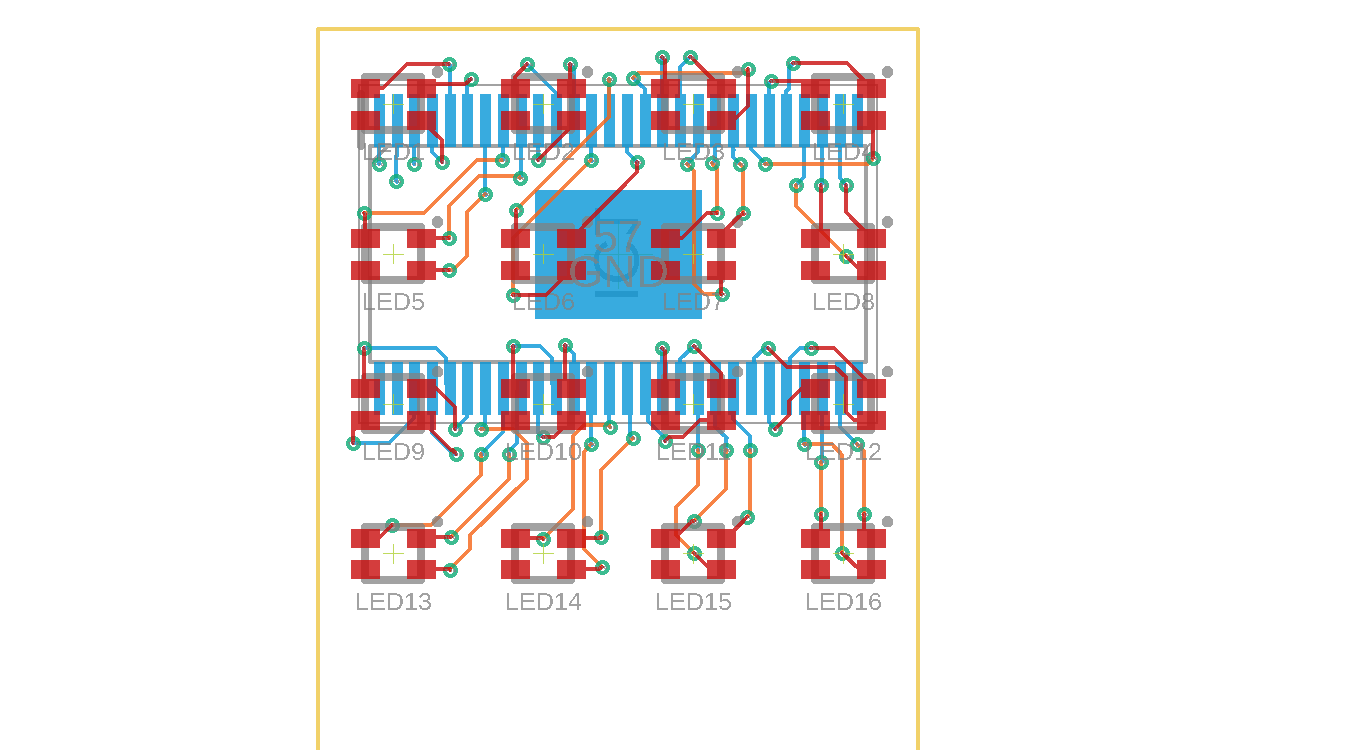 LED1 LED2 LED3 LED4
57
GND
LED5 LED6 LED7 LED8
LED9 LED10 LED11 LED12
LED13 LED14 LED15 LED16